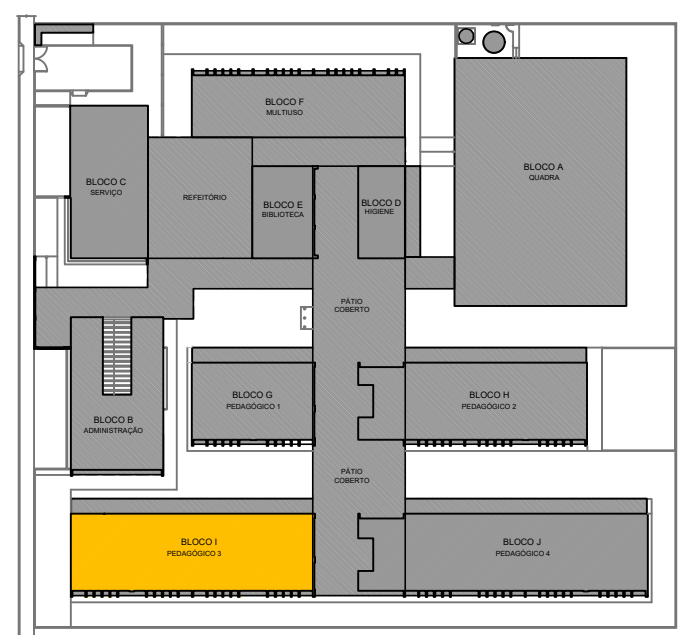 BLOCO F
MULTIUSO
BLOCO A
QUADRA
BLOCO C
SERVIÇO
REFEITÓRIO
BLOCO E
BIBLIOTECA
BLOCO D
HIGIENE
PÁTIO
COBERTO
BLOCO G
PEDAGÓGICO 1
BLOCO H
PEDAGÓGICO 2
BLOCO B
ADMINISTRAÇÃO
PÁTIO
COBERTO
BLOCO I
PEDAGÓGICO 3
BLOCO J
PEDAGÓGICO 4